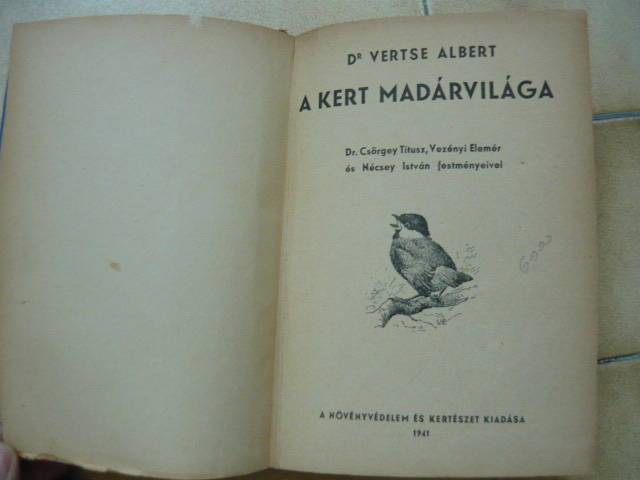 Dr VERTSE ALBERT
A KERT MADÁRVILÁGA
Dr. Csörgey Titusz, Vezényi Elemér
és Nécsey István festményeivel
A NÖVÉNYVÉDELEM ÉS KERTÉSZET KIADÁSA
1941